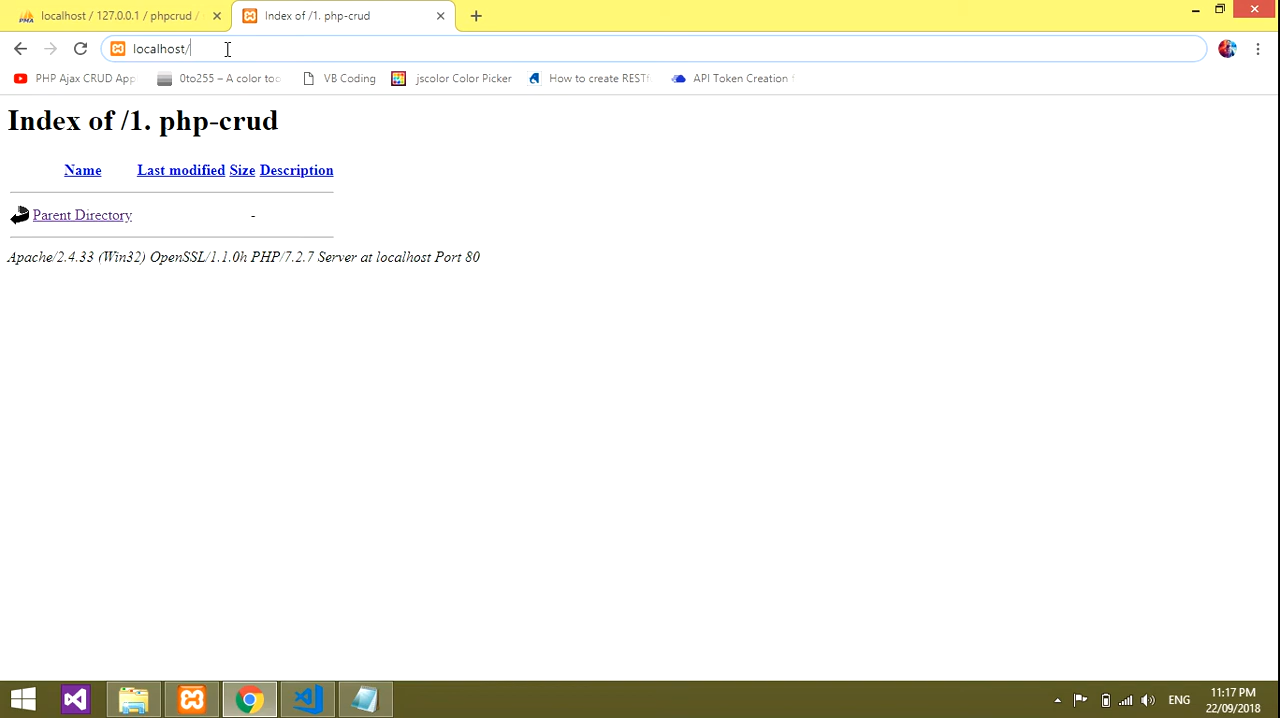 localhost / 127.0.0.1 / phpcrud /
Index of /1. php-crud
localhost/
PHP Ajax CRUD App
0to255 – A color too
VB Coding
jscolor Color Picker
How to create REST
API Token Creation
Index of /1. php-crud
Name Last modified Size Description
Parent Directory -
Apache/2.4.33 (Win32) OpenSSL/1.1.0h PHP/7.2.7 Server at localhost Port 80
ENG
11:17 PM
22/09/2018